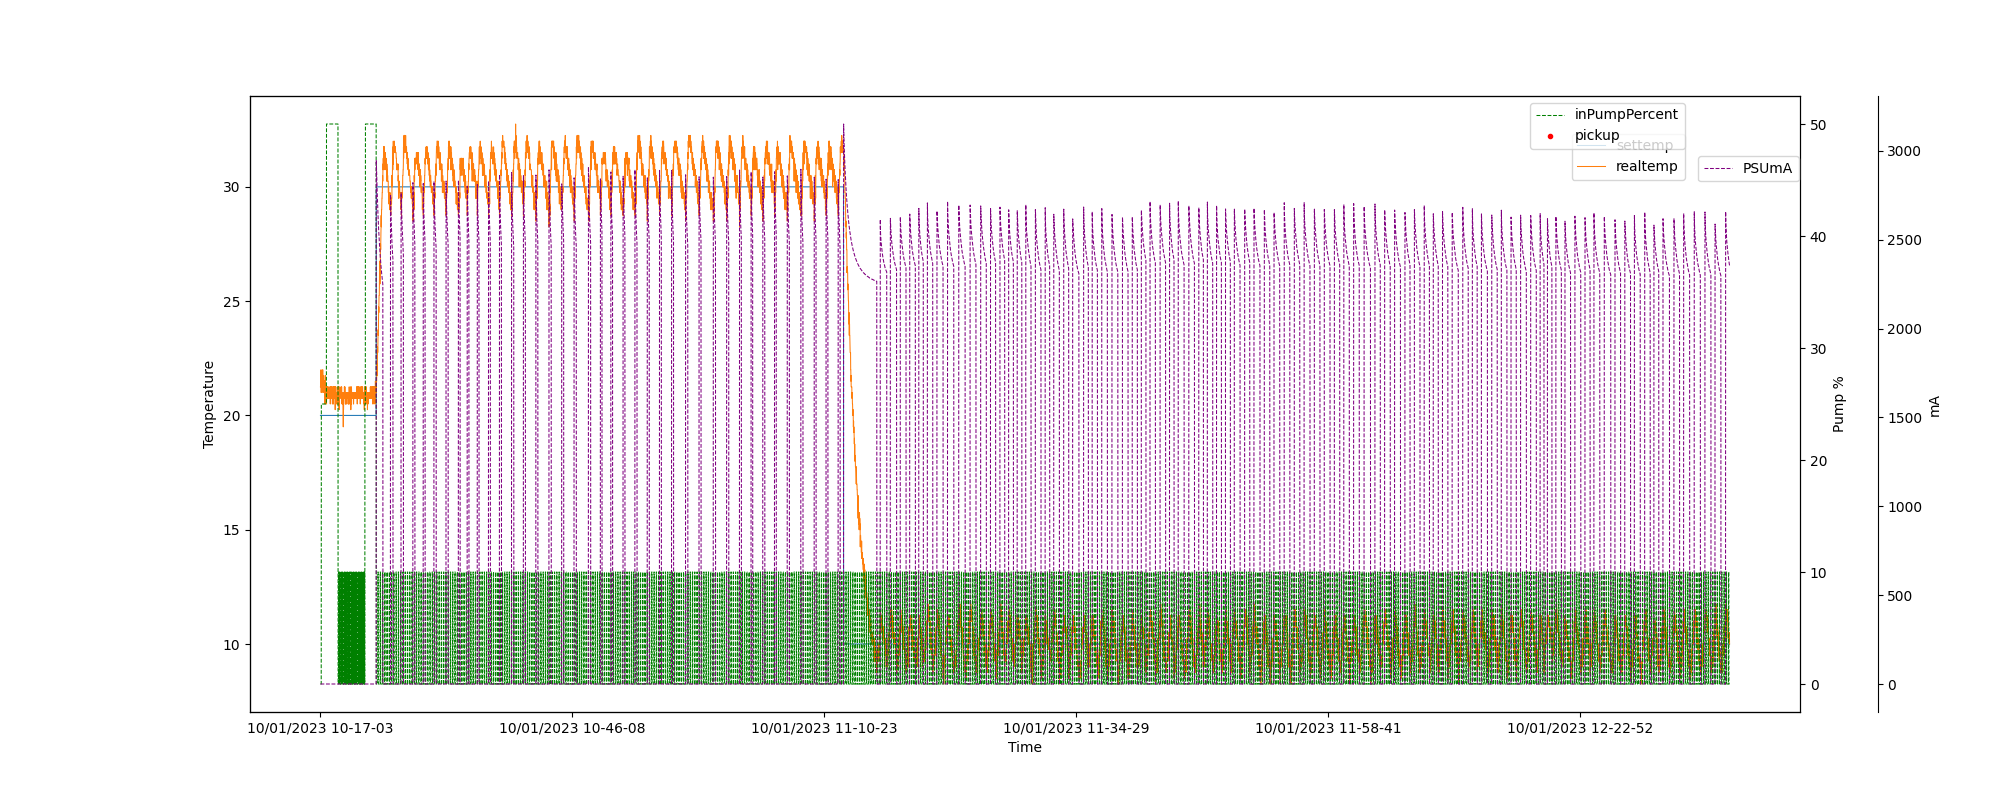 inPumpPercent
pickup
settemp
realtemp
PSUmA
30
25
20
15
10
Temperature
50
40
30
20
10
0
Pump %
3000
2500
2000
1500
1000
500
0
mA
10/01/2023 10-17-03
10/01/2023 10-46-08
10/01/2023 11-10-23
10/01/2023 11-34-29
10/01/2023 11-58-41
10/01/2023 12-22-52
Time